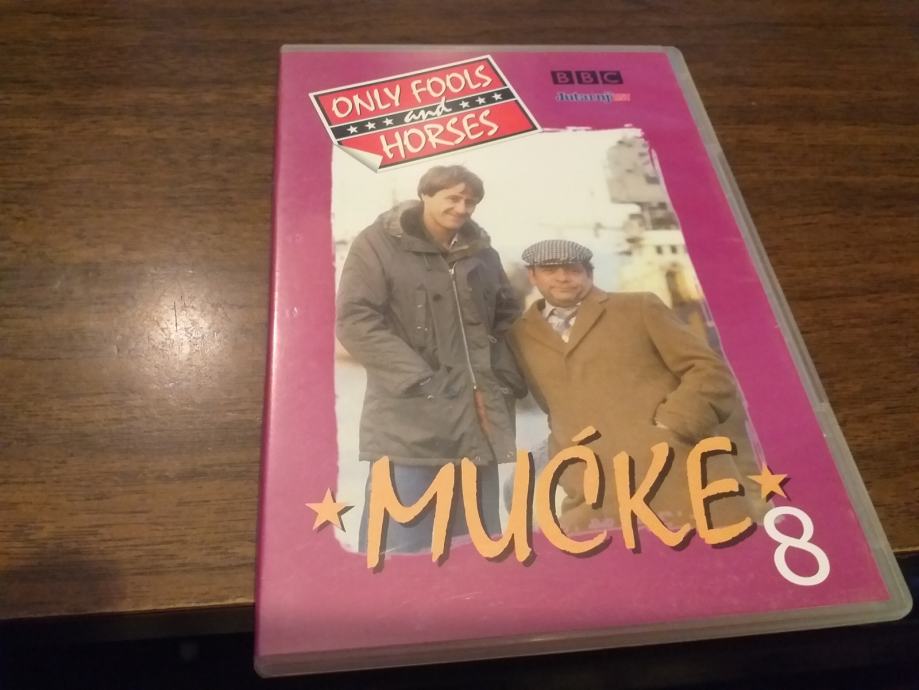 ONLY FOOLS
and
HORSES
BBC
Jutarnji
MUĆKE
8